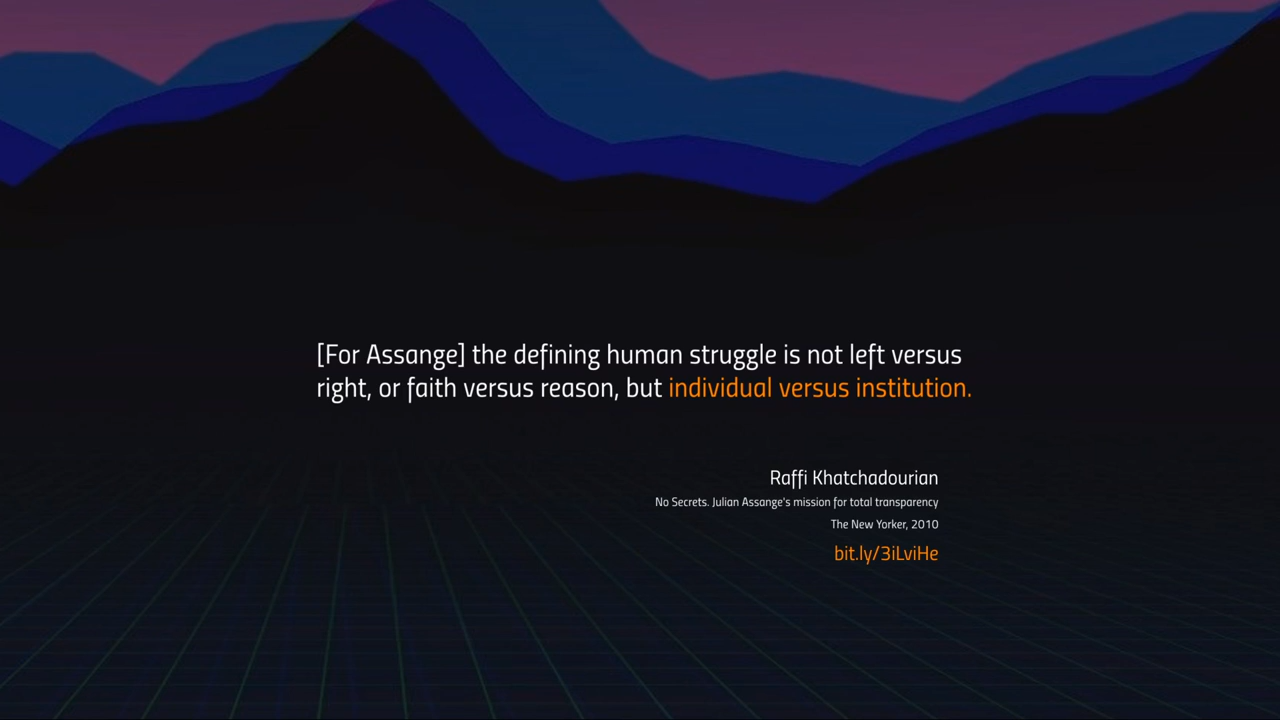 [For Assange] the defining human struggle is not left versus
right, or faith versus reason, but individual versus institution.
Raffi Khatchadourian
No Secrets. Julian Assange's mission for total transparency
The New Yorker, 2010
bit.ly/3iLviHe